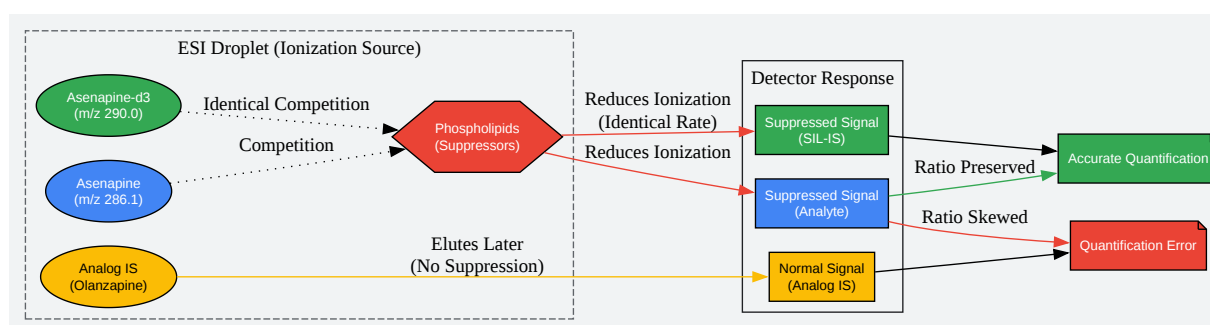 ESI Droplet (Ionization Source)
Asenapine-d3
(m/z 290.0)
Identical Competition
Competition
Asenapine
(m/z 286.1)
Phospholipids
(Suppressors)
Analog IS
(Olanzapine)
Elutes Later
(No Suppression)
Reduces Ionization
(Identical Rate)
Reduces Ionization
Detector Response
Suppressed Signal
(SIL-IS)
Suppressed Signal
(Analyte)
Normal Signal
(Analog IS)
Ratio Preserved
Ratio Skewed
Accurate Quantification
Quantification Error